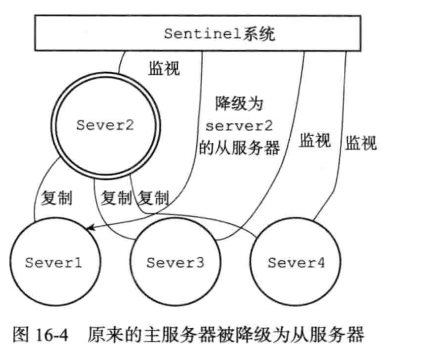 Sentinel系统
监视
降级为
server2
的从服务器
Sever2
监视
监视
复制
复制
复制
Sever1
Sever3
Sever4
图 16-4 原来的主服务器被降级为从服务器